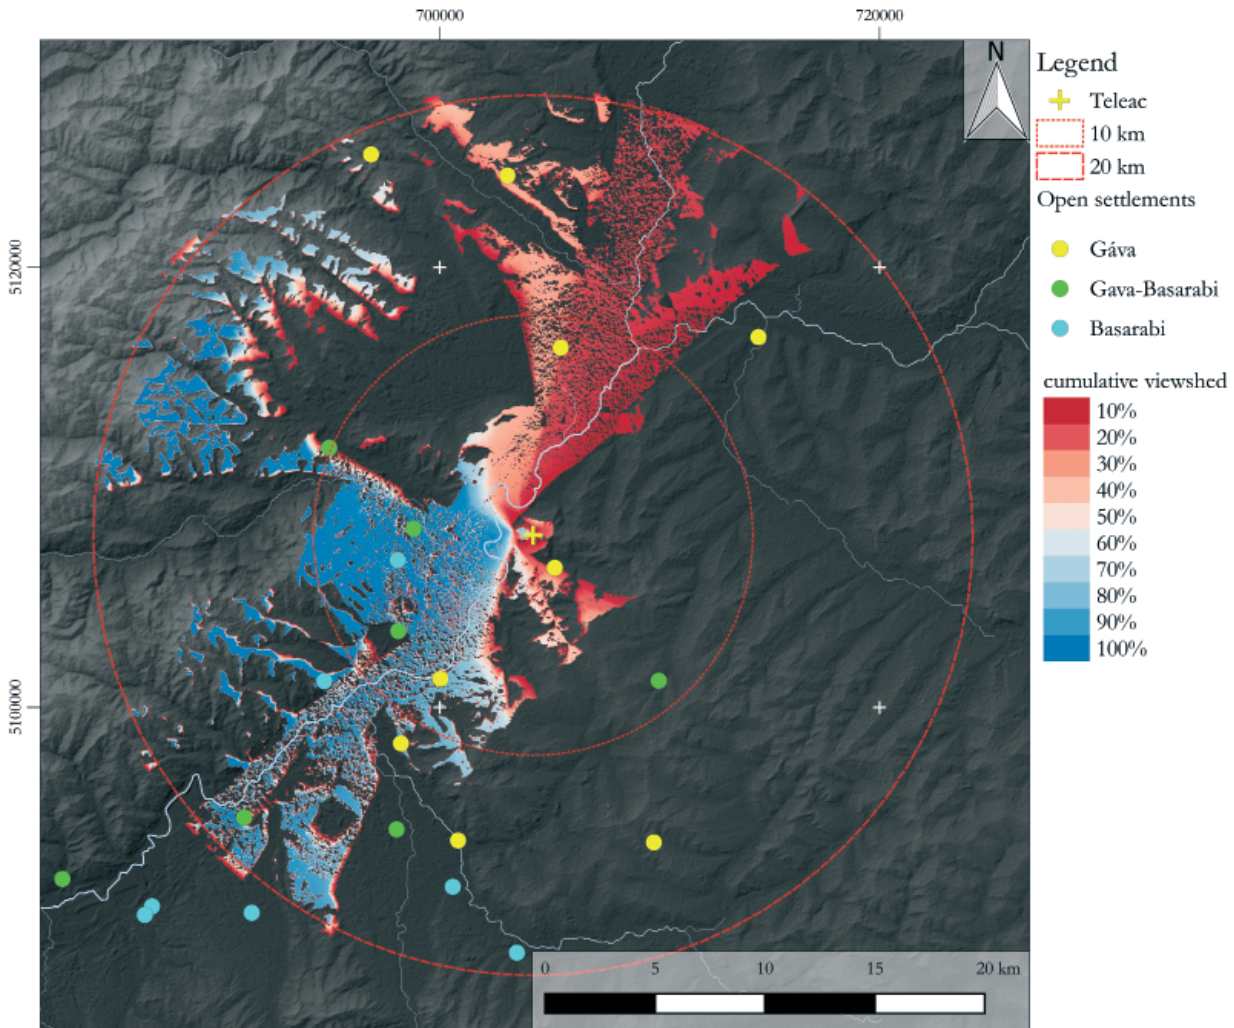 700000
720000
N
5120000
5100000
Legend
Teleac
10 km
20 km
Open settlements
Gáva
Gava-Basarabi
Basarabi
cumulative viewshed
10%
20%
30%
40%
50%
60%
70%
80%
90%
100%
0 5 10 15 20 km